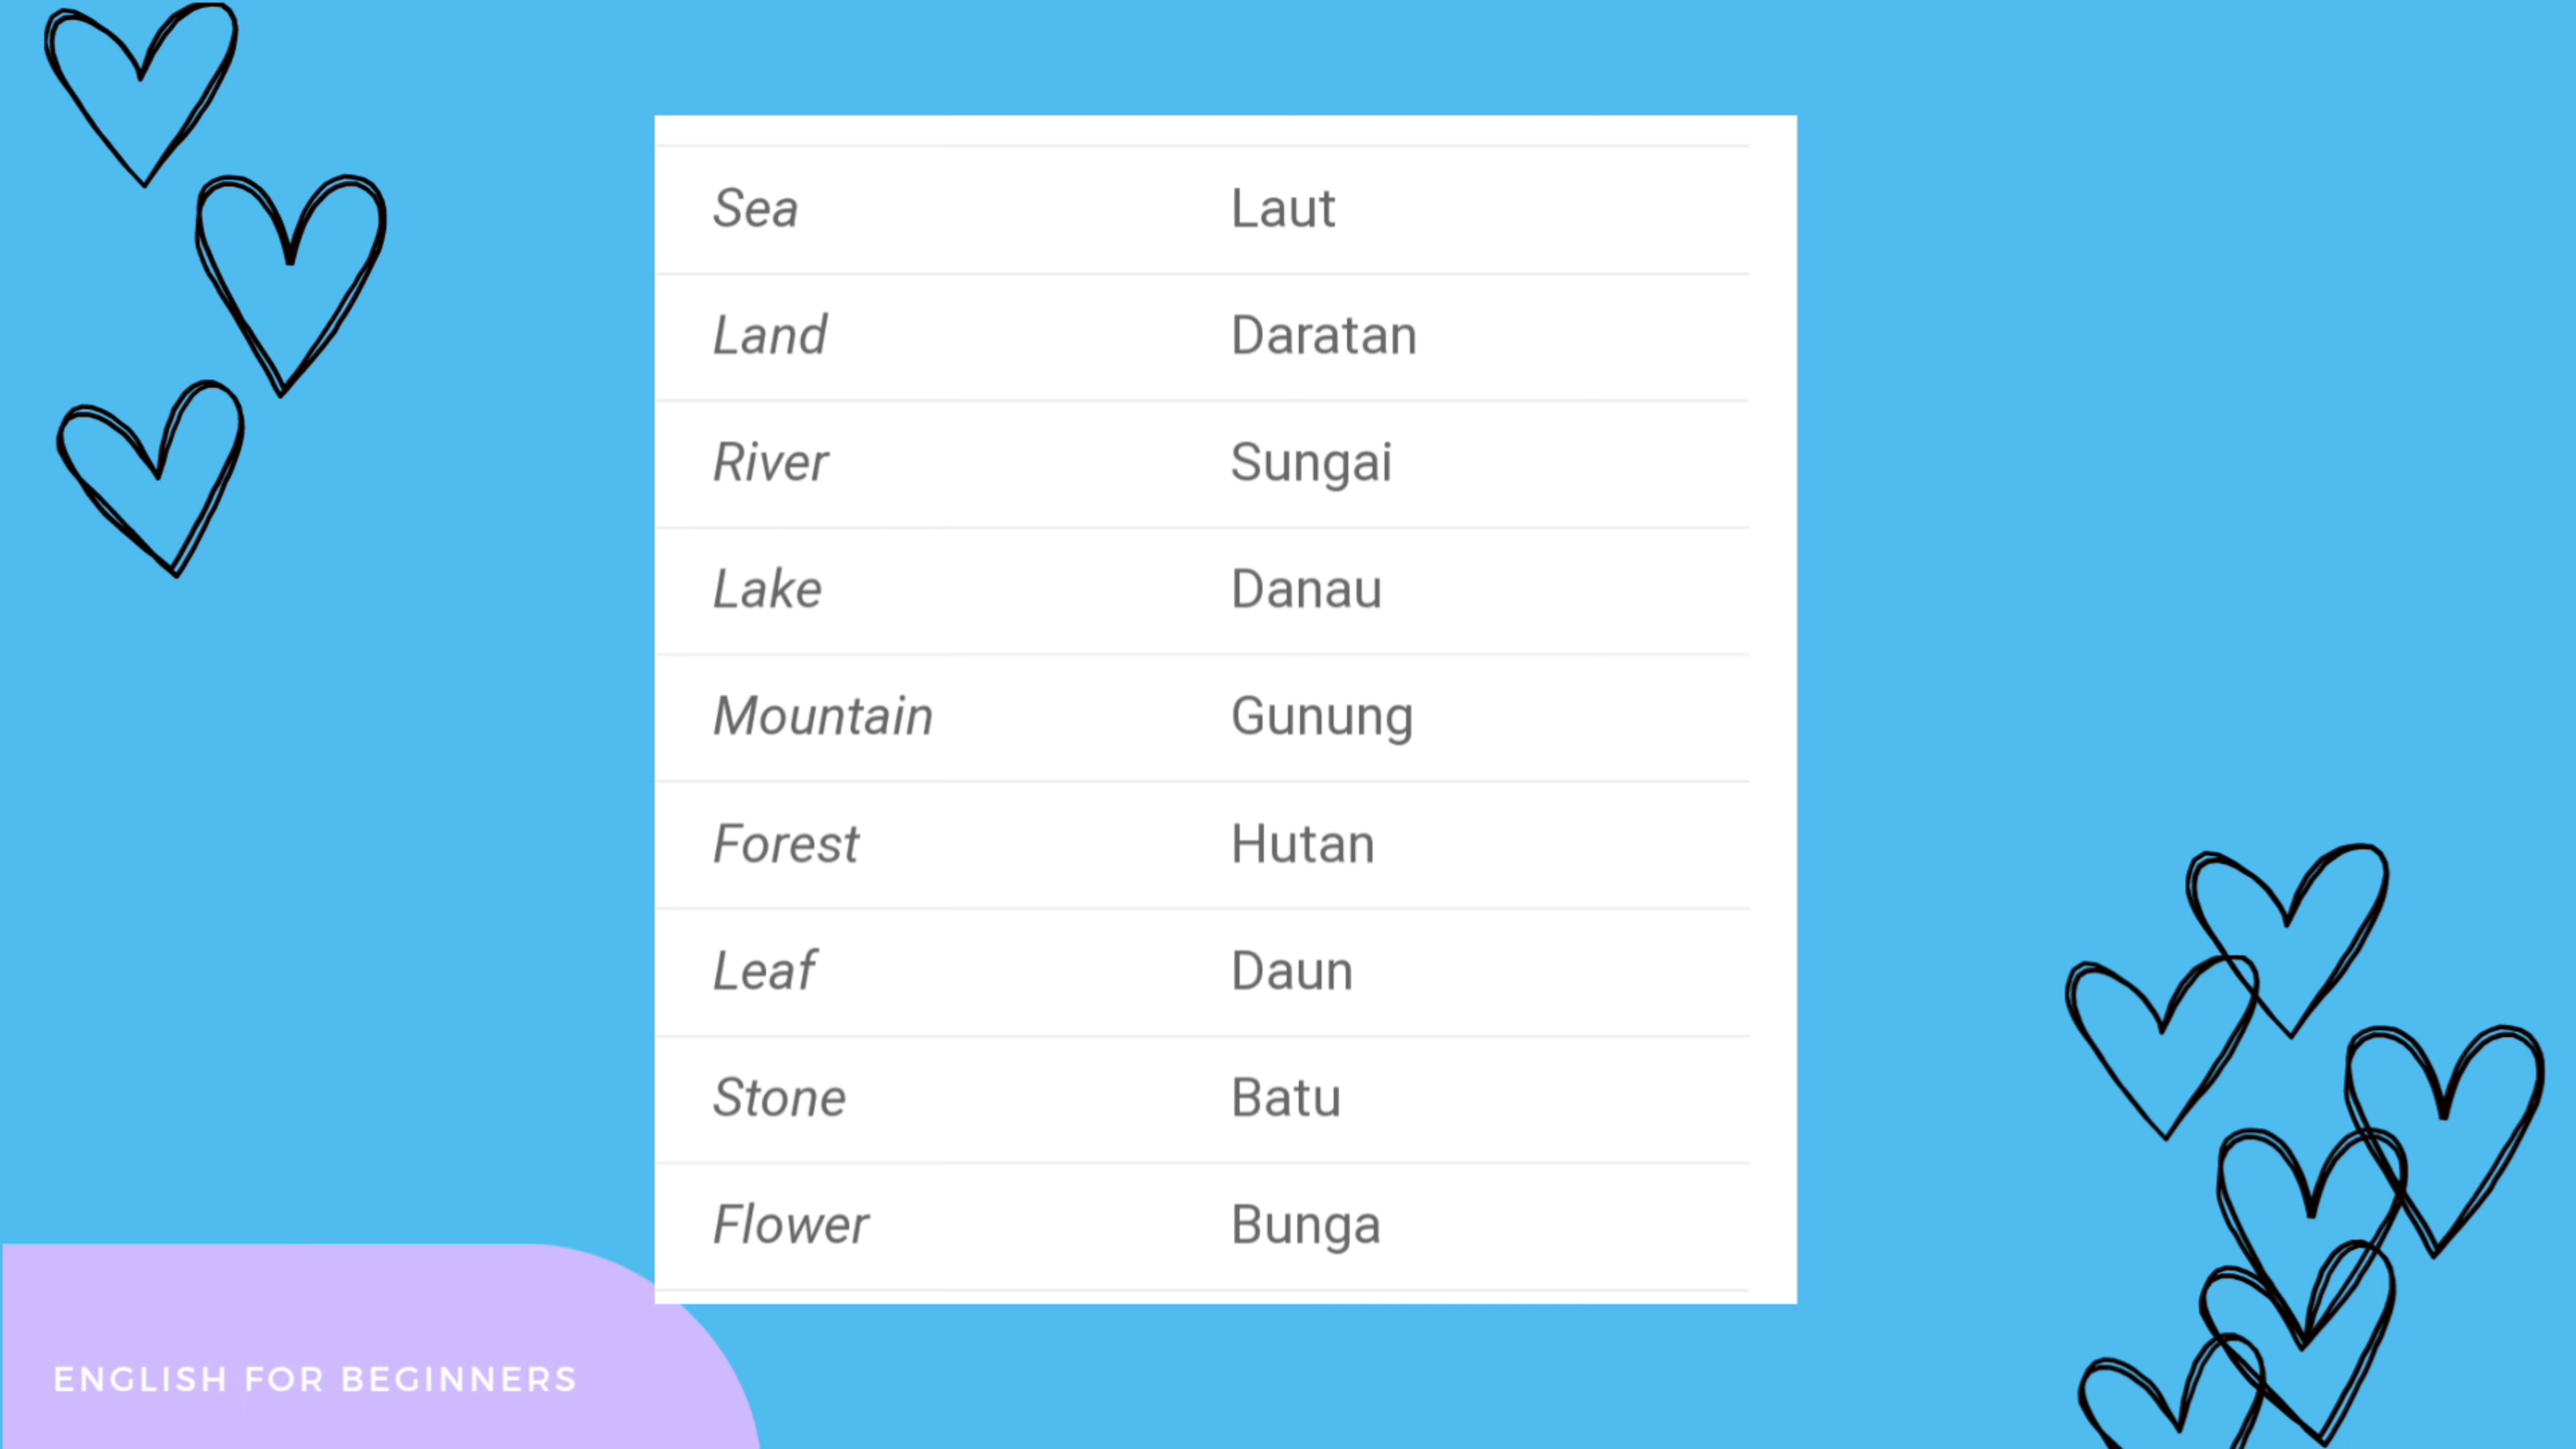 Sea Laut
Land Daratan
River Sungai
Lake Danau
Mountain Gunung
Forest Hutan
Leaf Daun
Stone Batu
Flower Bunga
ENGLISH FOR BEGINNERS